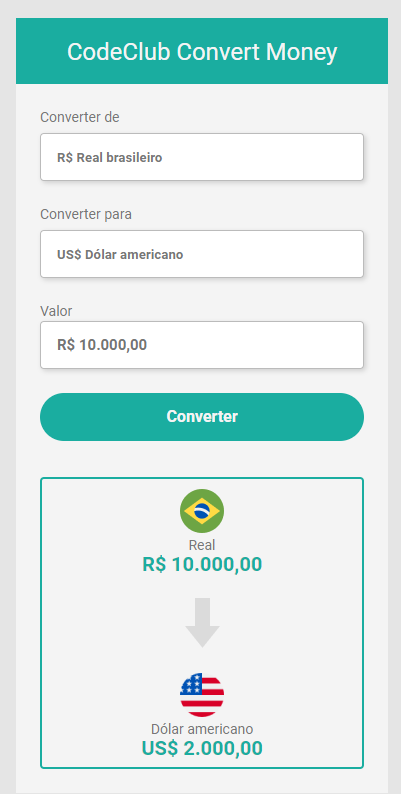 CodeClub Convert Money
Converter de
R$ Real brasileiro
Converter para
US$ Dólar americano
Valor
R$ 10.000,00
Converter
Real
R$ 10.000,00
Dólar americano
US$ 2.000,00